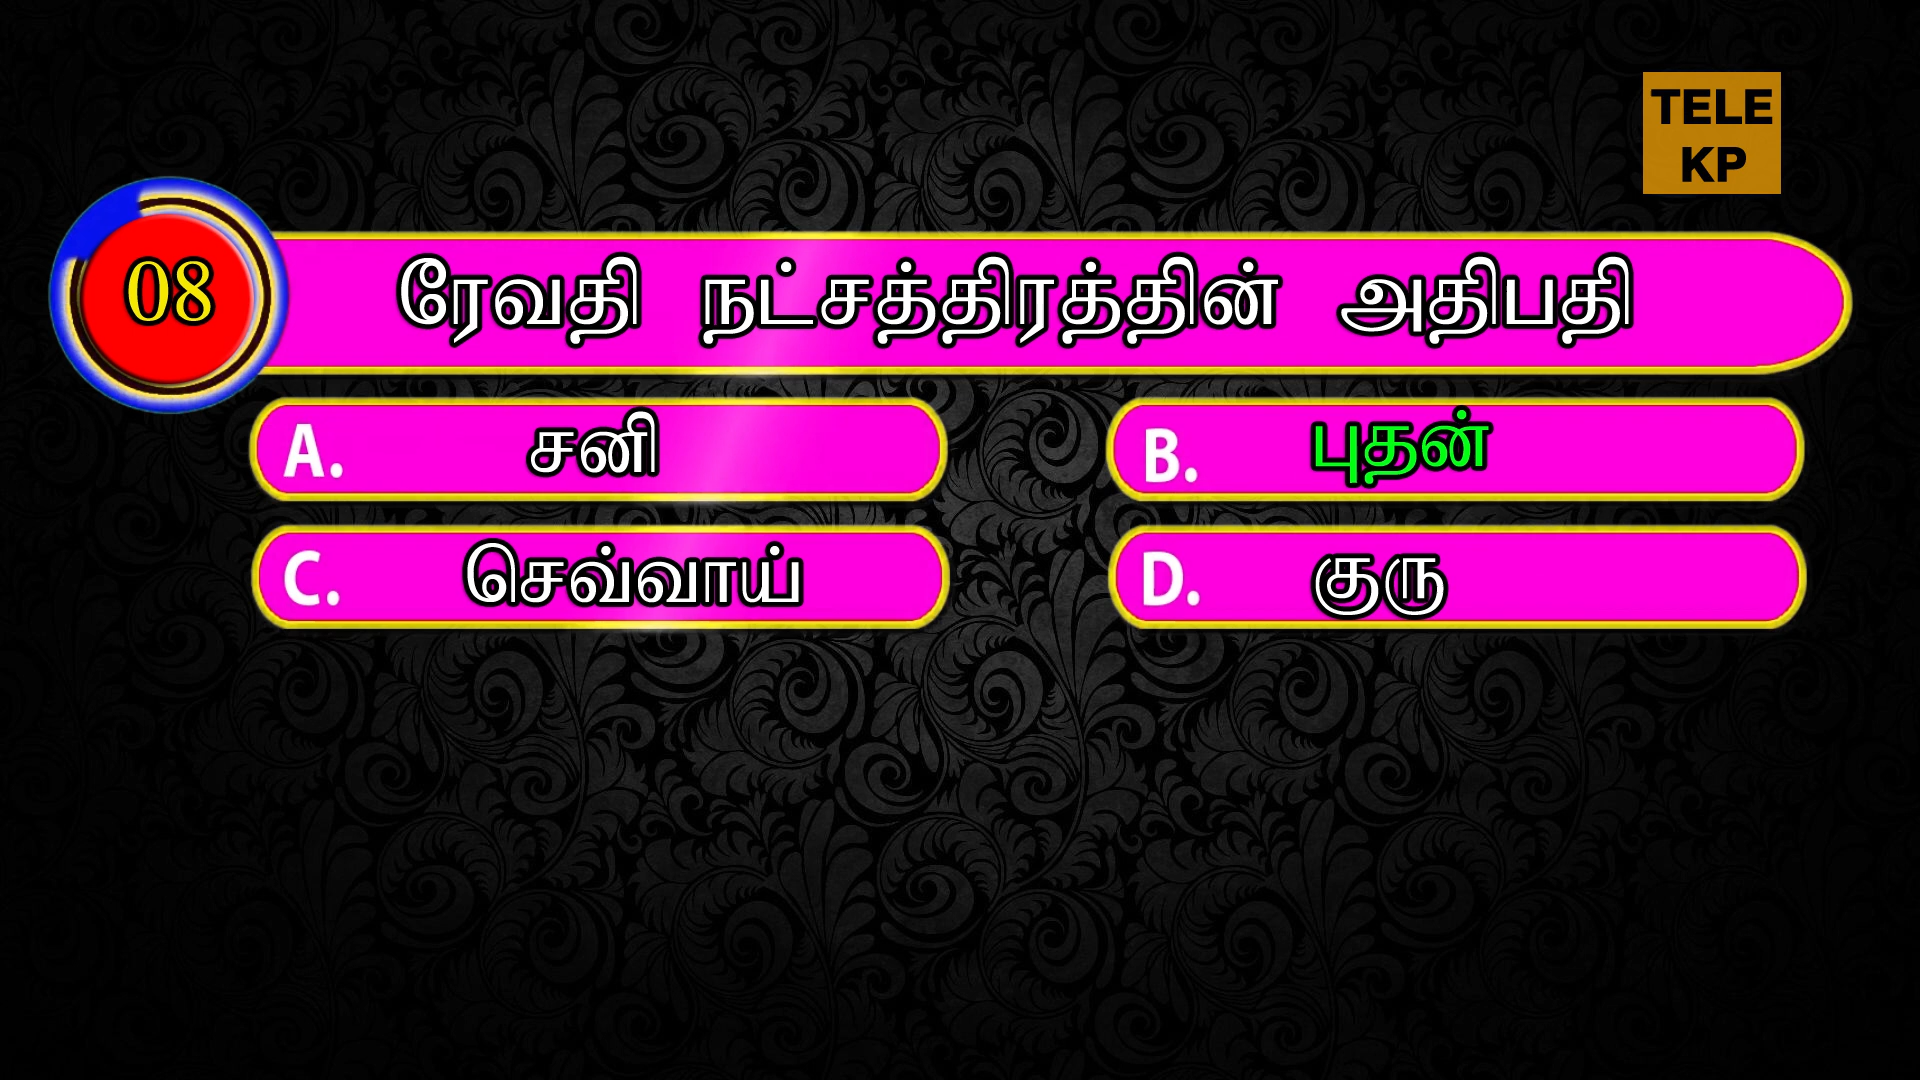 TELE
KP
08
ரேவதி நட்சத்திரத்தின் அதிபதி
A. சனி
B. புதன்
C. செவ்வாய்
D. குரு